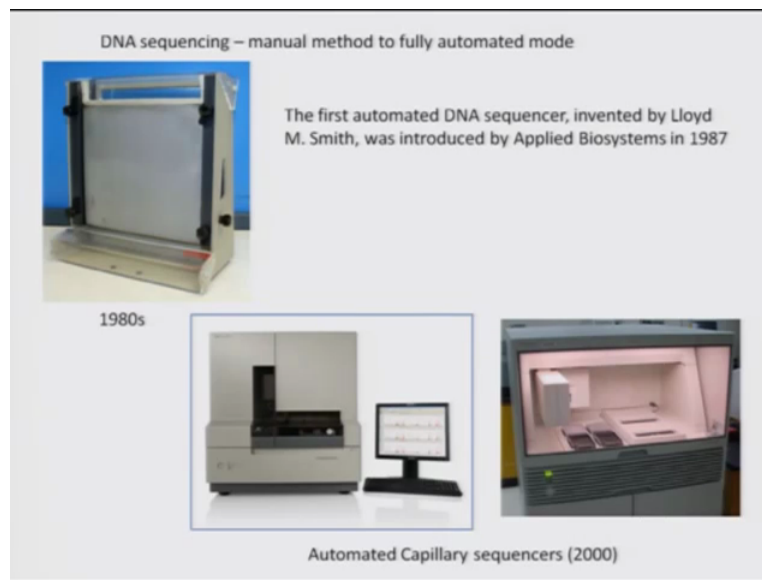 DNA sequencing – manual method to fully automated mode
The first automated DNA sequencer, invented by Lloyd
M. Smith, was introduced by Applied Biosystems in 1987
1980s
Automated Capillary sequencers (2000)